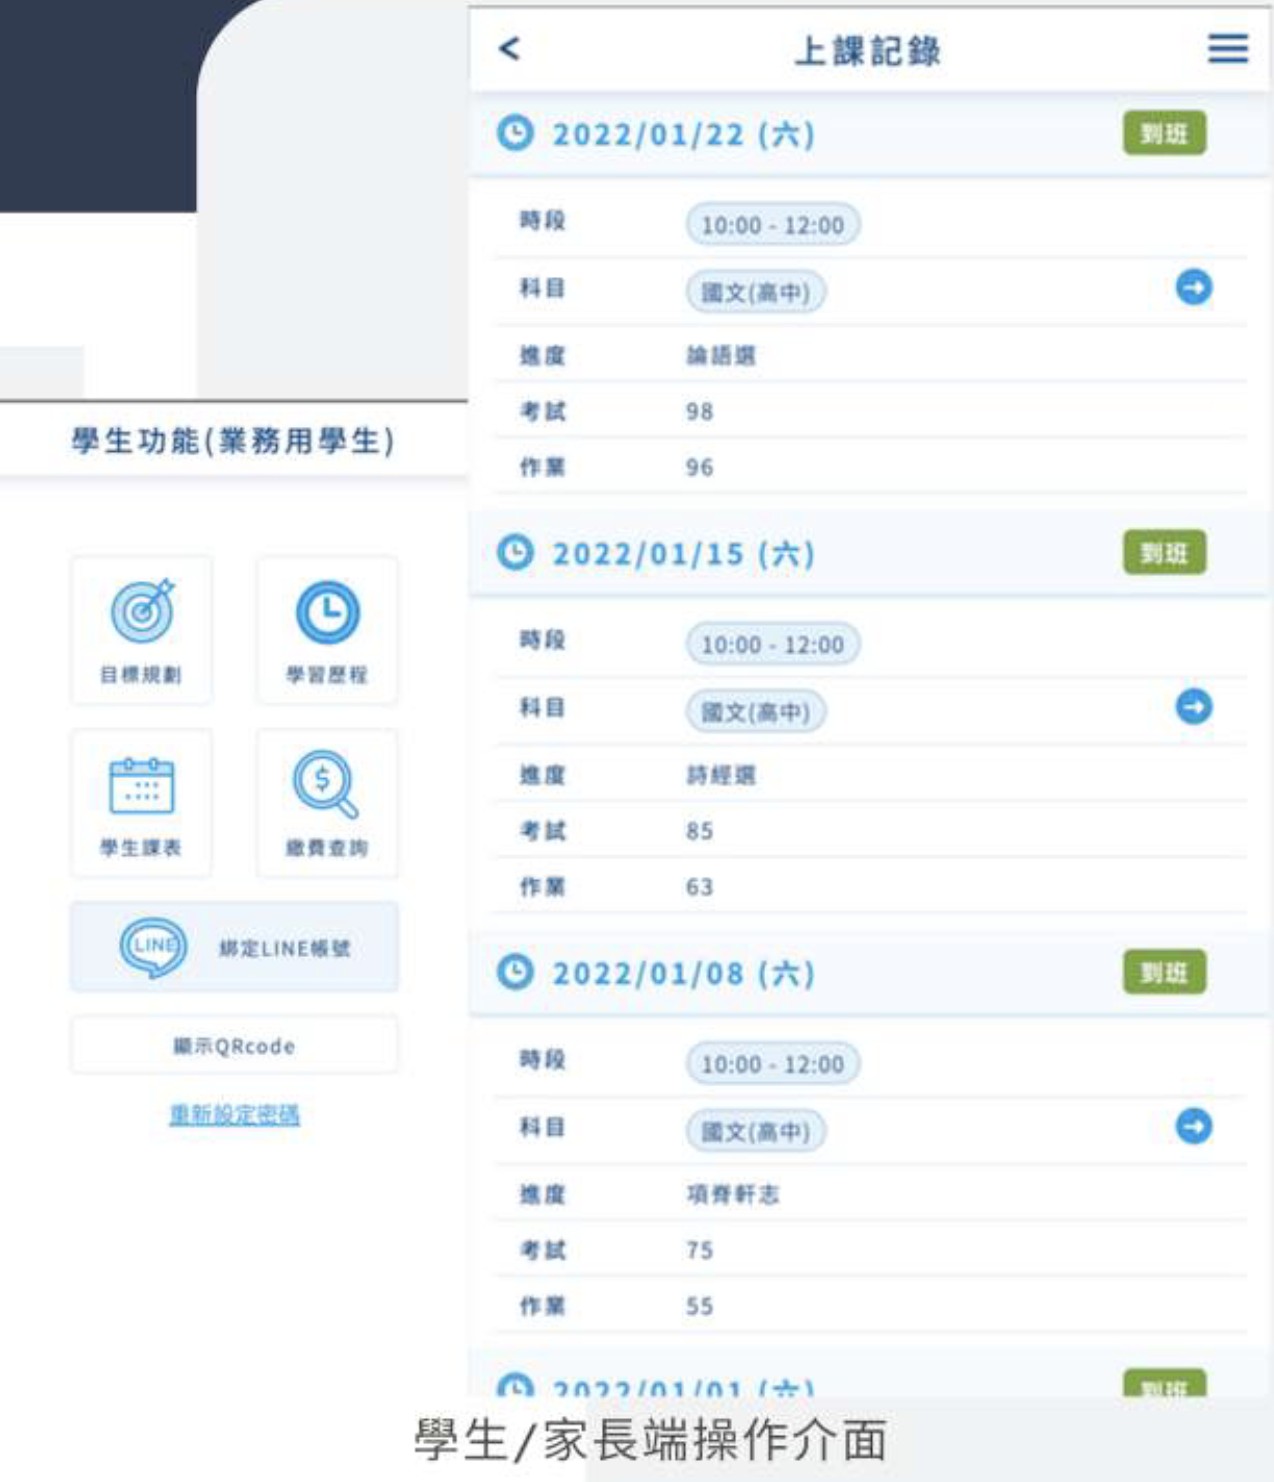 學生功能(業務用學生)
目標規劃
學習歷程
學生課表
繳費查詢
LINE
綁定LINE帳號
顯示QRcode
重新設定密碼
<
上課記錄
2022/01/22 (六)
到班
時段 10:00 - 12:00
科目 國文(高中)
進度 論語選
考試 98
作業 96
2022/01/15 (六)
到班
時段 10:00 - 12:00
科目 國文(高中)
進度 詩經選
考試 85
作業 63
2022/01/08 (六)
到班
時段 10:00 - 12:00
科目 國文(高中)
進度 項脊軒志
考試 75
作業 55
2022/01/01 (六)
到班
學生/家長端操作介面